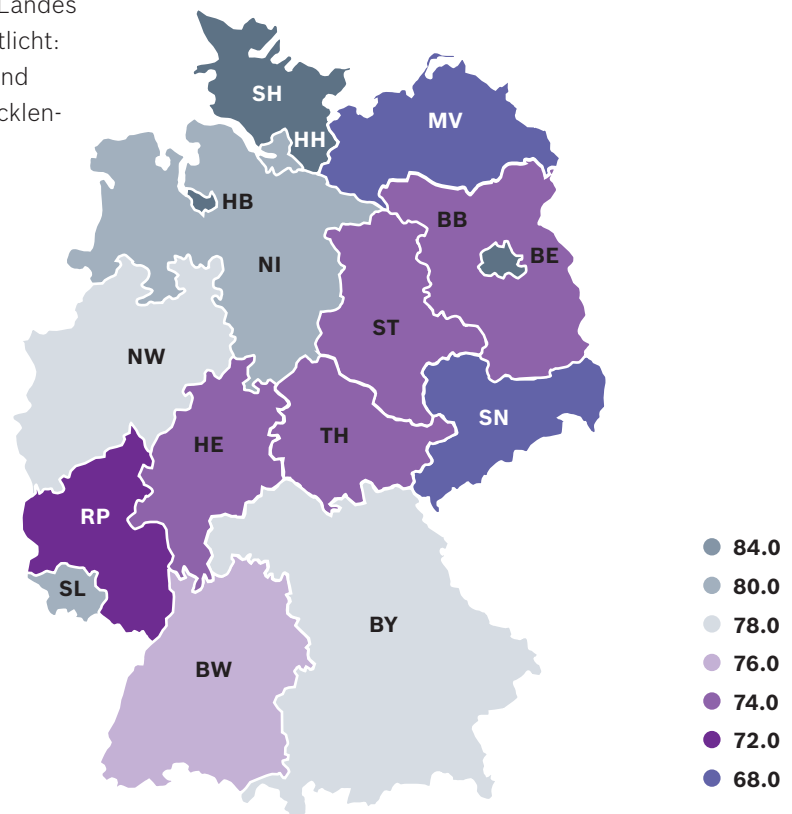 Landes
tlicht:
nd
cklen-
SH
MV
HH
HB
BB
BE
NI
ST
NW
SN
TH
HE
RP
SL
BY
BW
84.0
80.0
78.0
76.0
74.0
72.0
68.0